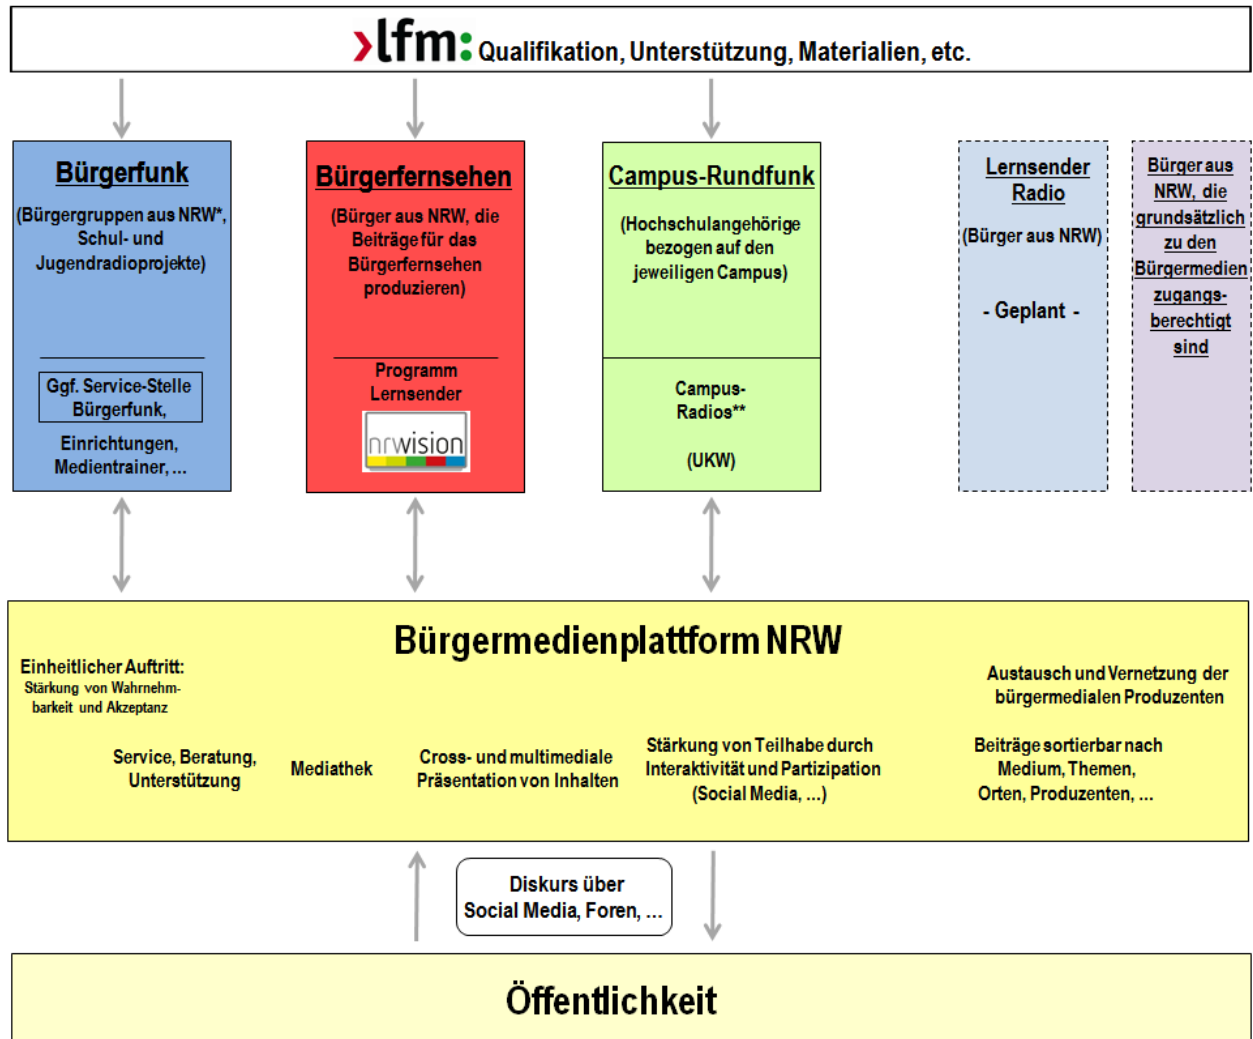 >lfm: Qualifikation, Unterstützung, Materialien, etc.
Bürgerfunk
(Bürgergruppen aus NRW*,
Schul- und
Jugendradioprojekte)
Ggf. Service-Stelle
Bürgerfunk,
Einrichtungen,
Medientrainer, ...
Bürgerfernsehen
(Bürger aus NRW, die
Beiträge für das
Bürgerfernsehen
produzieren)
Programm
Lernsender
nrwision
Campus-Rundfunk
(Hochschulangehörige
bezogen auf den
jeweiligen Campus)
Campus-
Radios**
(UKW)
Lernsender
Radio
(Bürger aus NRW)
- Geplant -
Bürger aus
NRW, die
grundsätzlich
zu den
Bürgermedien
zugangs-
berechtigt
sind
Bürgermedienplattform NRW
Einheitlicher Auftritt:
Stärkung von Wahrnehm-
barkeit und Akzeptanz
Austausch und Vernetzung der
bürgermedialen Produzenten
Service, Beratung,
Unterstützung
Mediathek
Cross- und multimediale
Präsentation von Inhalten
Stärkung von Teilhabe durch
Interaktivität und Partizipation
(Social Media, ...)
Beiträge sortierbar nach
Medium, Themen,
Orten, Produzenten, ...
Diskurs über
Social Media, Foren, ...
Öffentlichkeit